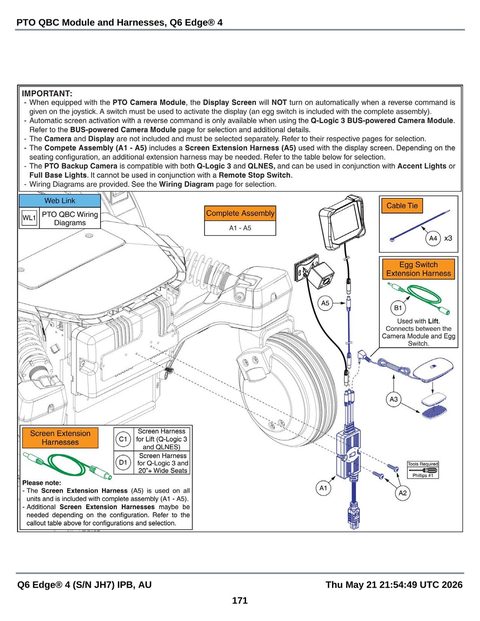 PTO QBC Module and Harnesses, Q6 Edge® 4
IMPORTANT:
- When equipped with the PTO Camera Module, the Display Screen will NOT turn on automatically when a reverse command is
given on the joystick. A switch must be used to activate the display (an egg switch is included with the complete assembly).
- Automatic screen activation with a reverse command is only available when using the Q-Logic 3 BUS-powered Camera Module.
Refer to the BUS-powered Camera Module page for selection and additional details.
- The Camera and Display are not included and must be selected separately. Refer to their respective pages for selection.
- The Compete Assembly (A1 - A5) includes a Screen Extension Harness (A5) used with the display screen. Depending on the
seating configuration, an additional extension harness may be needed. Refer to the table below for selection.
- The PTO Backup Camera is compatible with both Q-Logic 3 and QLNES, and can be used in conjunction with Accent Lights or
Full Base Lights. It cannot be used in conjunction with a Remote Stop Switch.
- Wiring Diagrams are provided. See the Wiring Diagram page for selection.
Web Link
WL1
PTO QBC Wiring
Diagrams
Complete Assembly
A1 - A5
Cable Tie
A4
x3
Egg Switch
Extension Harness
B1
Used with Lift.
Connects between the
Camera Module and Egg
Switch.
A5
A3
A1
A2
Tools Required
Phillips #1
Screen Extension
Harnesses
C1
Screen Harness
for Lift (Q-Logic 3
and QLNES)
D1
Screen Harness
for Q-Logic 3 and
20"+ Wide Seats
Please note:
- The Screen Extension Harness (A5) is used on all
units and is included with complete assembly (A1 - A5).
- Additional Screen Extension Harnesses maybe be
needed depending on the configuration. Refer to the
callout table above for configurations and selection.
Q6 Edge® 4 (S/N JH7) IPB, AU
Thu May 21 21:54:49 UTC 2026
171